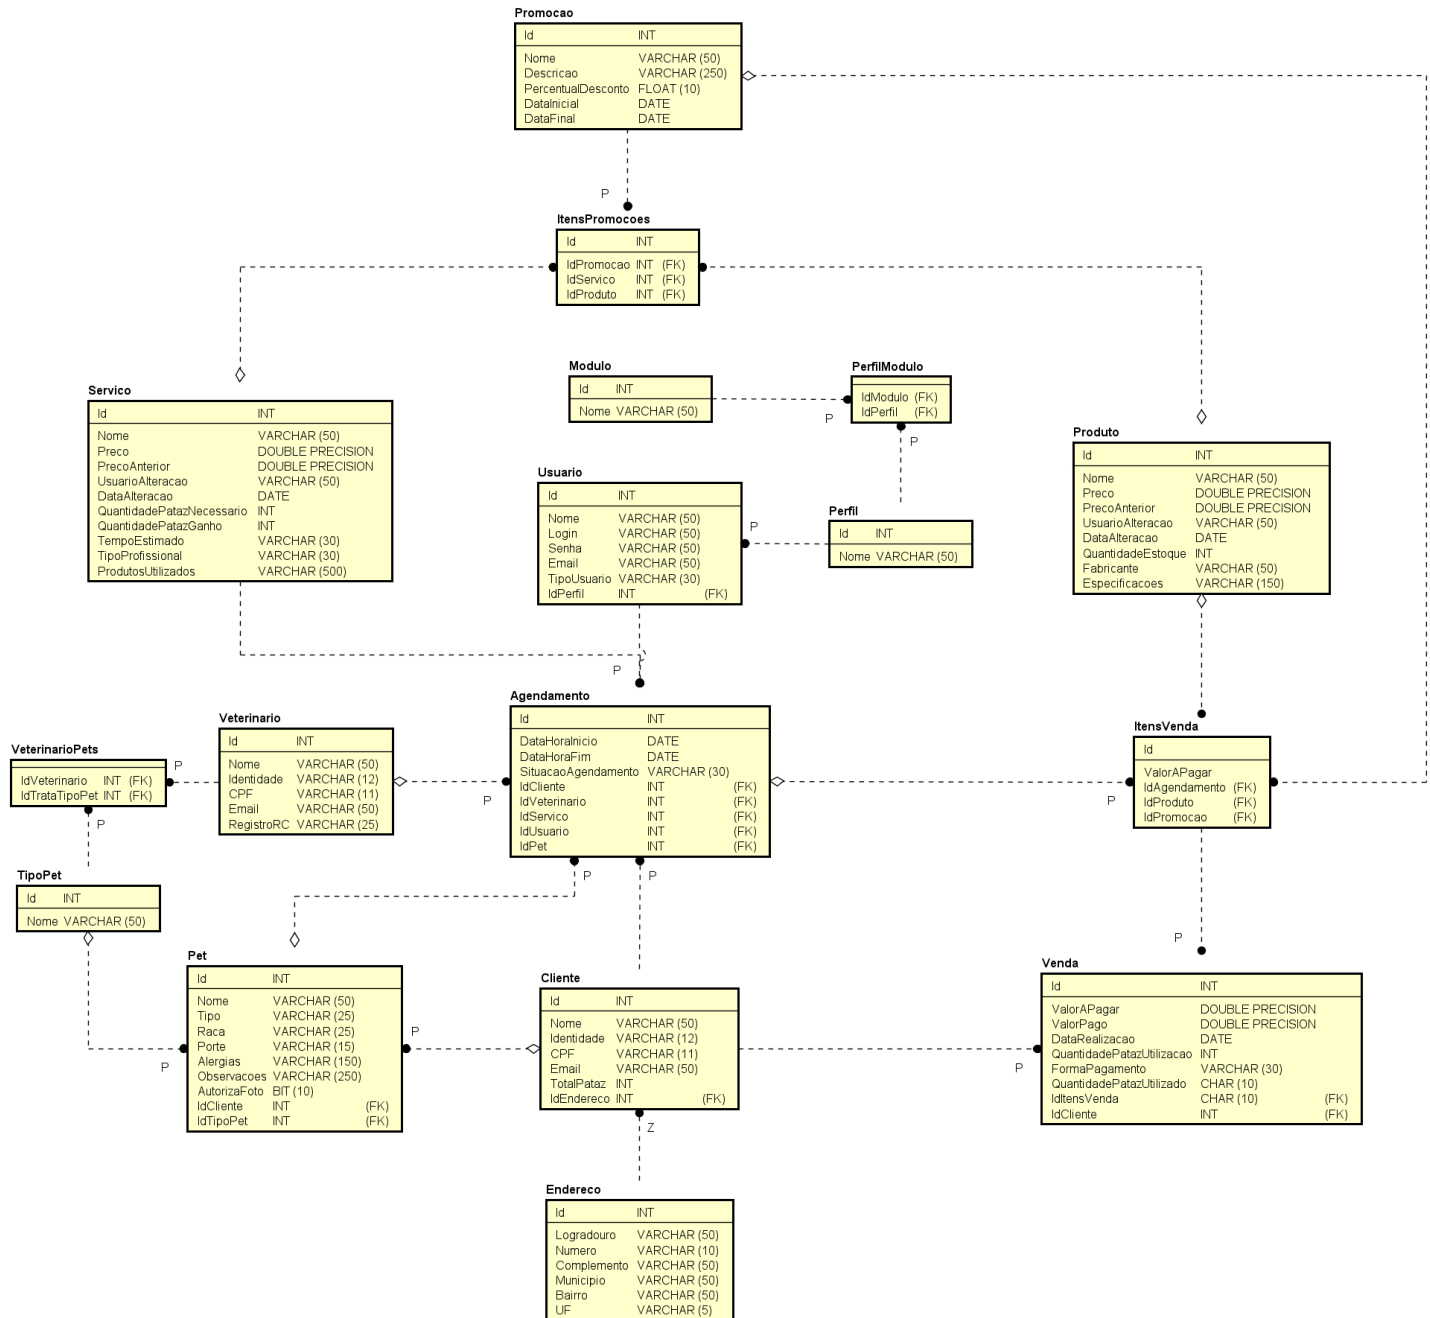 Promocao
Id INT
Nome VARCHAR (50)
Descricao VARCHAR (250)
PercentualDesconto FLOAT (10)
DataInicial DATE
DataFinal DATE
P
ItensPromocoes
Id INT
IdPromocao INT (FK)
IdServico INT (FK)
IdProduto INT (FK)
Servico
Id INT
Nome VARCHAR (50)
Preco DOUBLE PRECISION
PrecoAnterior DOUBLE PRECISION
UsuarioAlteracao VARCHAR (50)
DataAlteracao DATE
QuantidadePatazNecessario INT
QuantidadePatazGanho INT
TempoEstimado VARCHAR (30)
TipoProfissional VARCHAR (30)
ProdutosUtilizados VARCHAR (500)
Modulo
Id INT
Nome VARCHAR (50)
P
PerfilModulo
IdModulo (FK)
IdPerfil (FK)
P
Usuario
Id INT
Nome VARCHAR (50)
Login VARCHAR (50)
Senha VARCHAR (50)
Email VARCHAR (50)
TipoUsuario VARCHAR (30)
IdPerfil INT (FK)
P
Perfil
Id INT
Nome VARCHAR (50)
Produto
Id INT
Nome VARCHAR (50)
Preco DOUBLE PRECISION
PrecoAnterior DOUBLE PRECISION
UsuarioAlteracao VARCHAR (50)
DataAlteracao DATE
QuantidadeEstoque INT
Fabricante VARCHAR (50)
Especificacoes VARCHAR (150)
P
VeterinarioPets
IdVeterinario INT (FK)
IdTrataTipoPet INT (FK)
P
P
Veterinario
Id INT
Nome VARCHAR (50)
Identidade VARCHAR (12)
CPF VARCHAR (11)
Email VARCHAR (50)
RegistroRC VARCHAR (25)
P
Agendamento
Id INT
DataHoraInicio DATE
DataHoraFim DATE
SituacaoAgendamento VARCHAR (30)
IdCliente INT (FK)
IdVeterinario INT (FK)
IdServico INT (FK)
IdUsuario INT (FK)
IdPet INT (FK)
P
P
P
ItensVenda
Id
ValorAPagar
IdAgendamento (FK)
IdProduto (FK)
IdPromocao (FK)
P
TipoPet
Id INT
Nome VARCHAR (50)
P
Pet
Id INT
Nome VARCHAR (50)
Tipo VARCHAR (25)
Raca VARCHAR (25)
Porte VARCHAR (15)
Alergias VARCHAR (150)
Observacoes VARCHAR (250)
AutorizaFoto BIT (10)
IdCliente INT (FK)
IdTipoPet INT (FK)
P
Cliente
Id INT
Nome VARCHAR (50)
Identidade VARCHAR (12)
CPF VARCHAR (11)
Email VARCHAR (50)
TotalPataz INT
IdEndereco INT (FK)
Z
P
Venda
Id INT
ValorAPagar DOUBLE PRECISION
ValorPago DOUBLE PRECISION
DataRealizacao DATE
QuantidadePatazUtilizacao INT
FormaPagamento VARCHAR (30)
QuantidadePatazUtilizado CHAR (10)
IdItensVenda CHAR (10) (FK)
IdCliente INT (FK)
Endereco
Id INT
Logradouro VARCHAR (50)
Numero VARCHAR (10)
Complemento VARCHAR (50)
Municipio VARCHAR (50)
Bairro VARCHAR (50)
UF VARCHAR (5)